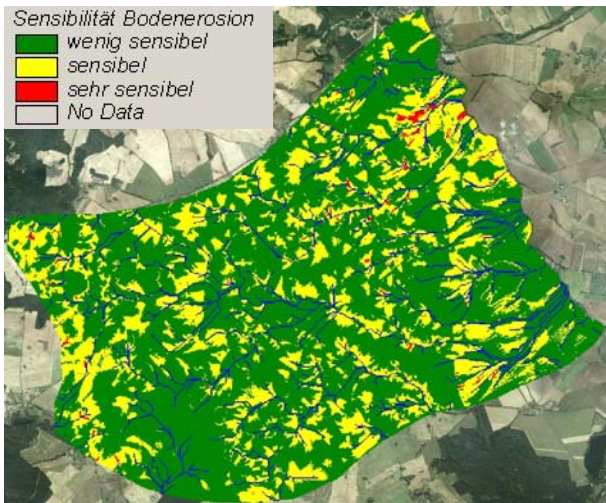 Sensibilität Bodenerosion
wenig sensibel
sensibel
sehr sensibel
No Data